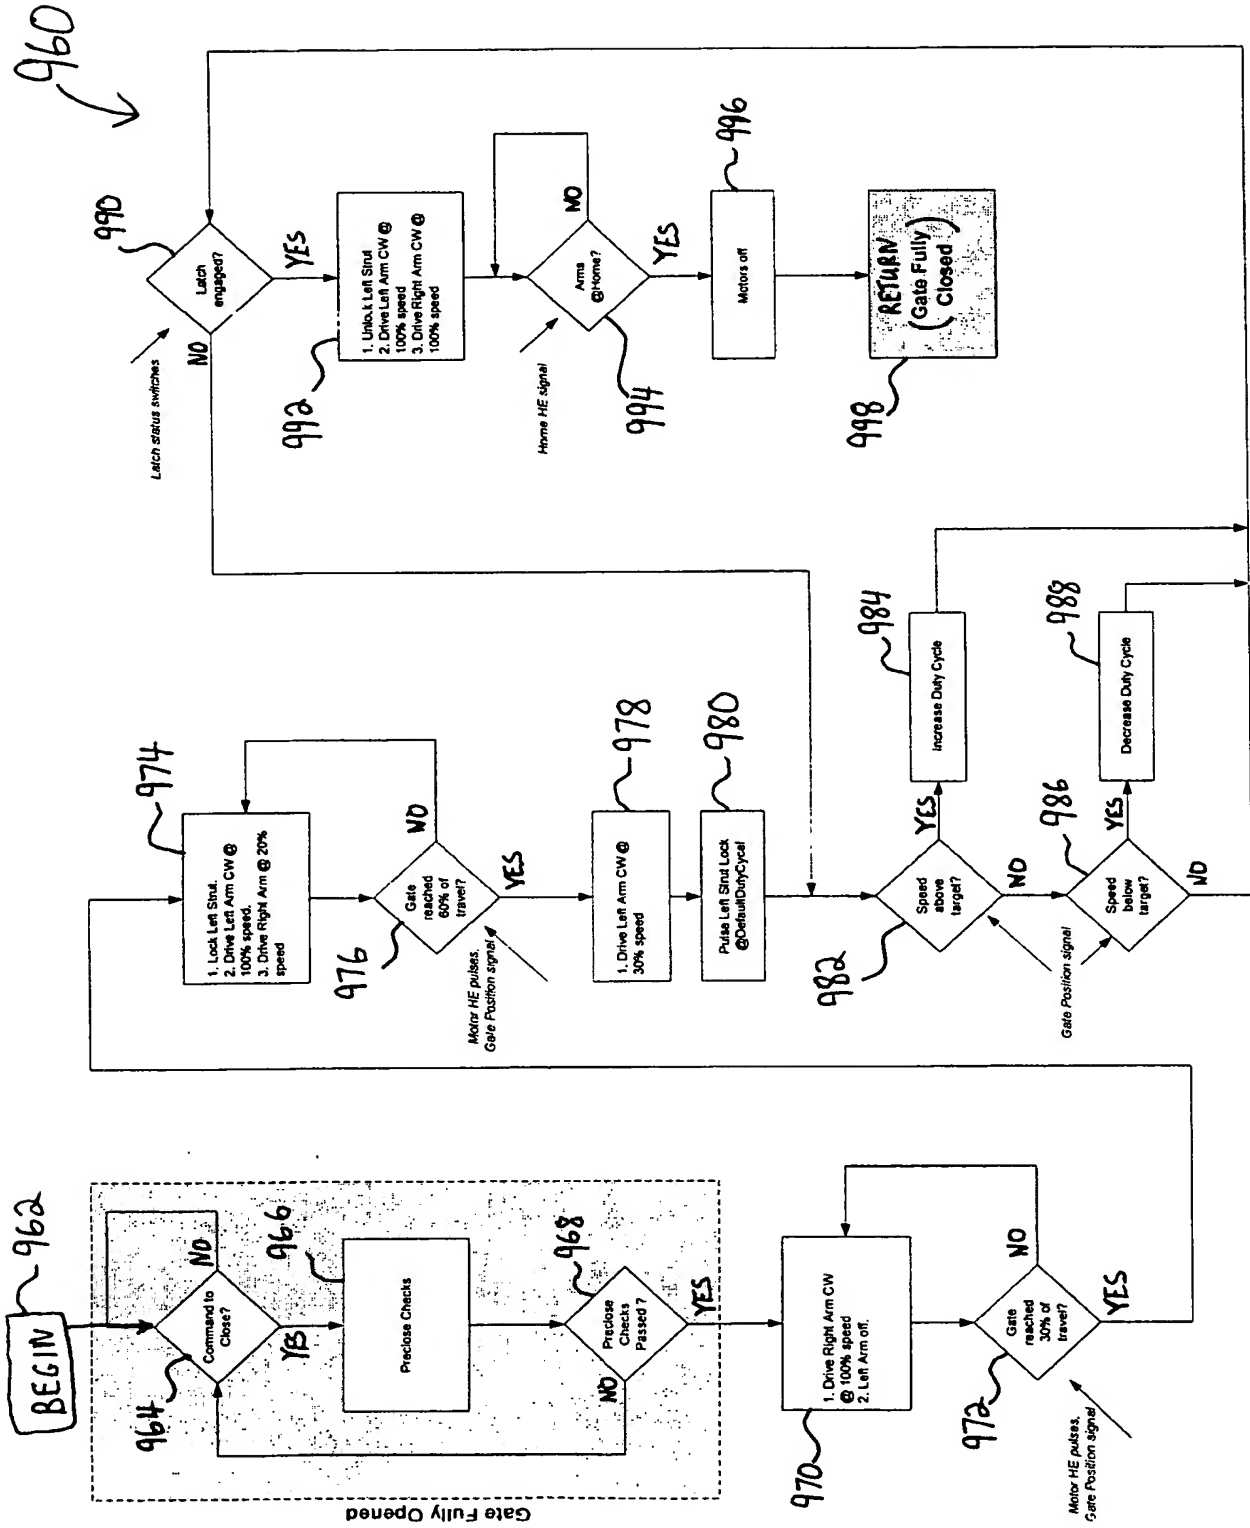 960
BEGIN
962
Gate Fully Opened
Command to
Close?
964
NO
YES
Preclose Checks
966
Preclose
Checks
Passed ?
968
NO
YES
1. Drive Right Arm CW
@ 100% speed
2. Left Arm off.
970
Gate
reached
30% of
travel?
972
NO
YES
Motor HE pulses,
Gate Position signal
1. Lock Left Strut.
2. Drive Left Arm CW @
100% speed.
3. Drive Right Arm @ 20%
speed
974
Gate
reached
60% of
travel?
976
NO
YES
Motor HE pulses,
Gate Position signal
1. Drive Left Arm CW @
30% speed
978
Pulse Left Strut Lock
@DefaultDutyCycal
980
Speed
above
target?
982
YES
NO
Increase Duty Cycle
984
Gate Position signal
Speed
below
target?
986
YES
NO
Decrease Duty Cycle
988
Latch
engaged?
990
NO
YES
Latch status switches
1. Unlock Left Strut
2. Drive Left Arm CW @
100% speed
3. Drive Right Arm CW @
100% speed
992
Arms
@Home?
994
NO
YES
Home HE signal
Motors off
996
RETURN
(Gate Fully
Closed)
998